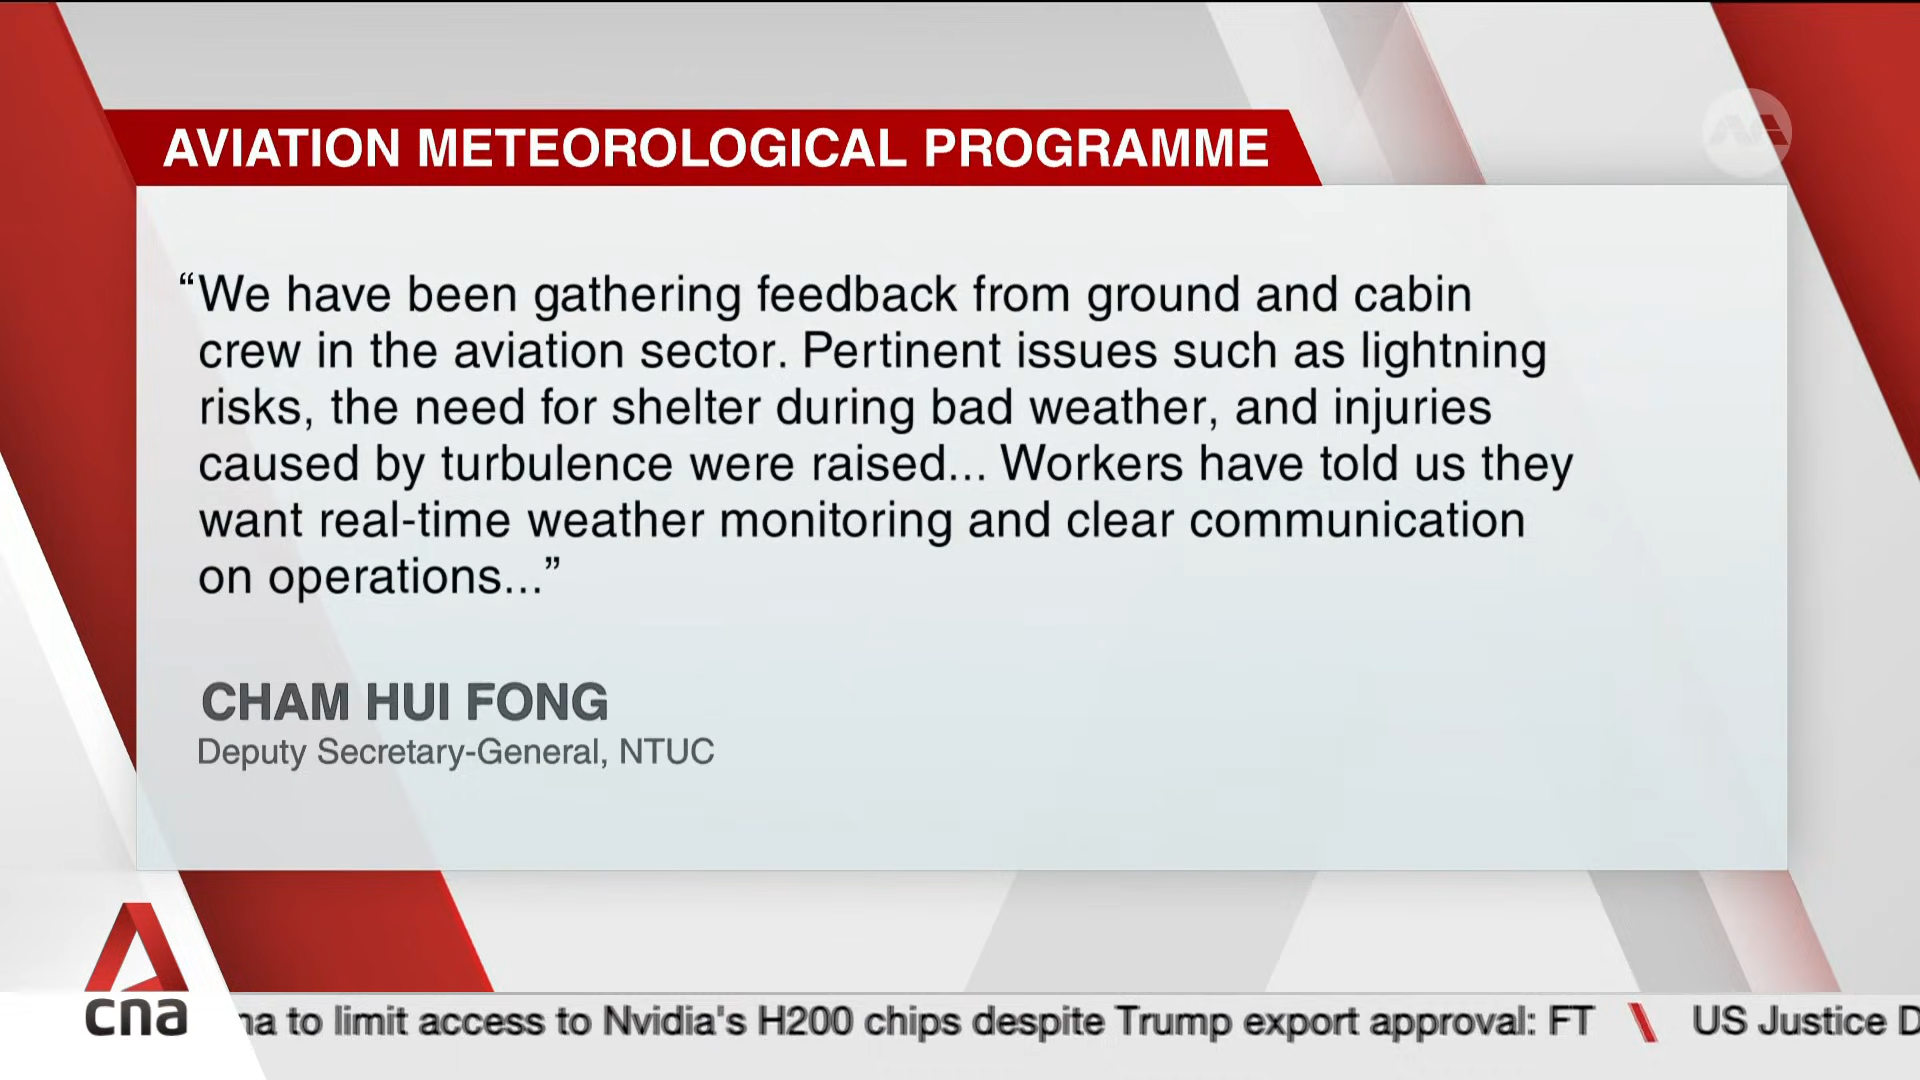 AVIATION METEOROLOGICAL PROGRAMME
“We have been gathering feedback from ground and cabin
crew in the aviation sector. Pertinent issues such as lightning
risks, the need for shelter during bad weather, and injuries
caused by turbulence were raised... Workers have told us they
want real-time weather monitoring and clear communication
on operations...”
CHAM HUI FONG
Deputy Secretary-General, NTUC
cna
to limit access to Nvidia's H200 chips despite Trump export approval: FT \ US Justice